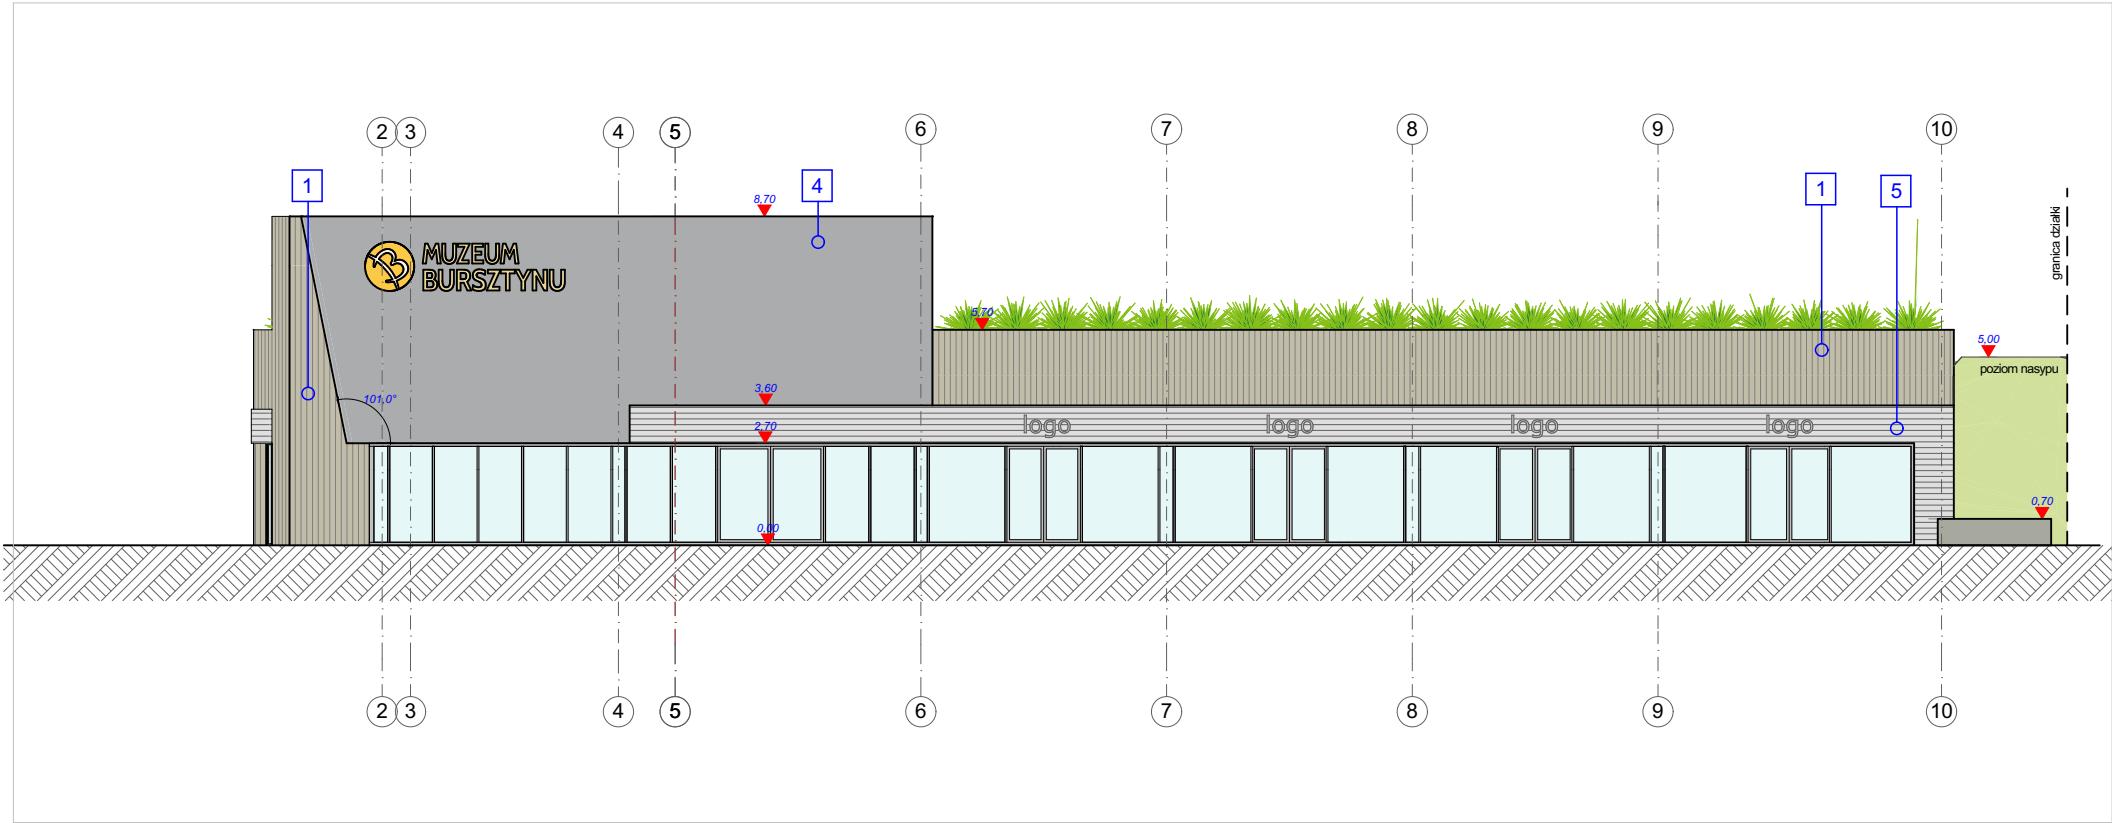 2 3 4 5 6 7 8 9 10
1 4 1 5
8,70
granica działki
MUZEUM
BURSZTYNU
5,70
5,00
poziom nasypu
3,60
101,0°
logo logo logo logo
2,70
0,70
0,00
2 3 4 5 6 7 8 9 10